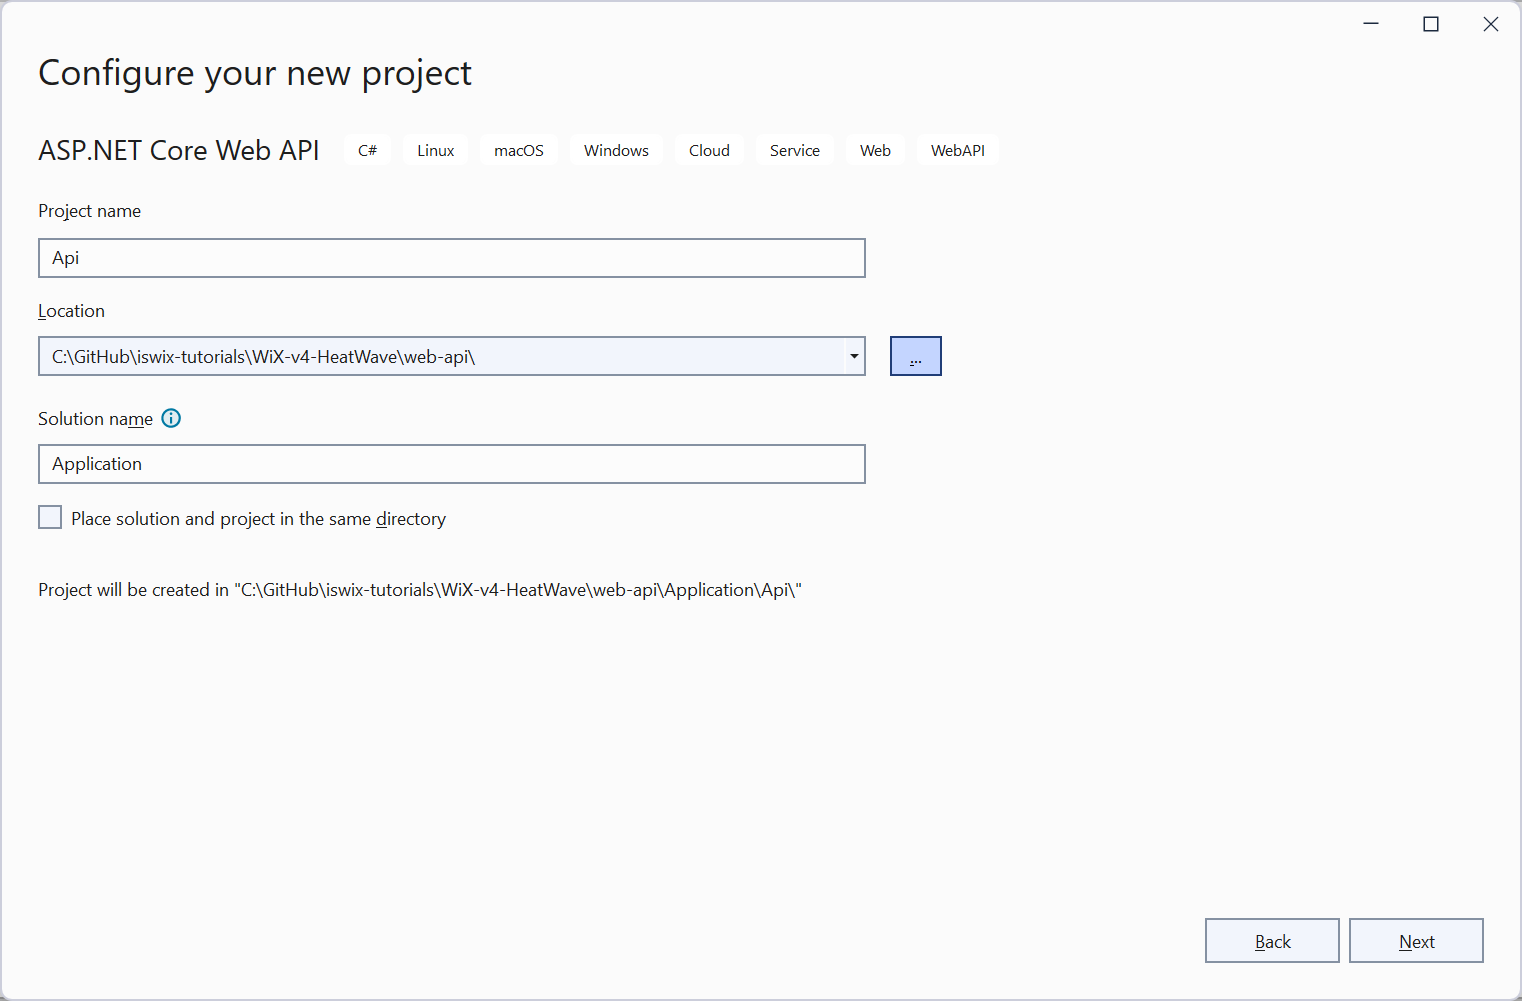 Configure your new project
ASP.NET Core Web API C# Linux macOS Windows Cloud Service Web WebAPI
Project name
Api
Location
C:\GitHub\iswix-tutorials\WiX-v4-HeatWave\web-api\
...
Solution name
Application
Place solution and project in the same directory
Project will be created in "C:\GitHub\iswix-tutorials\WiX-v4-HeatWave\web-api\Application\Api\"
Back Next